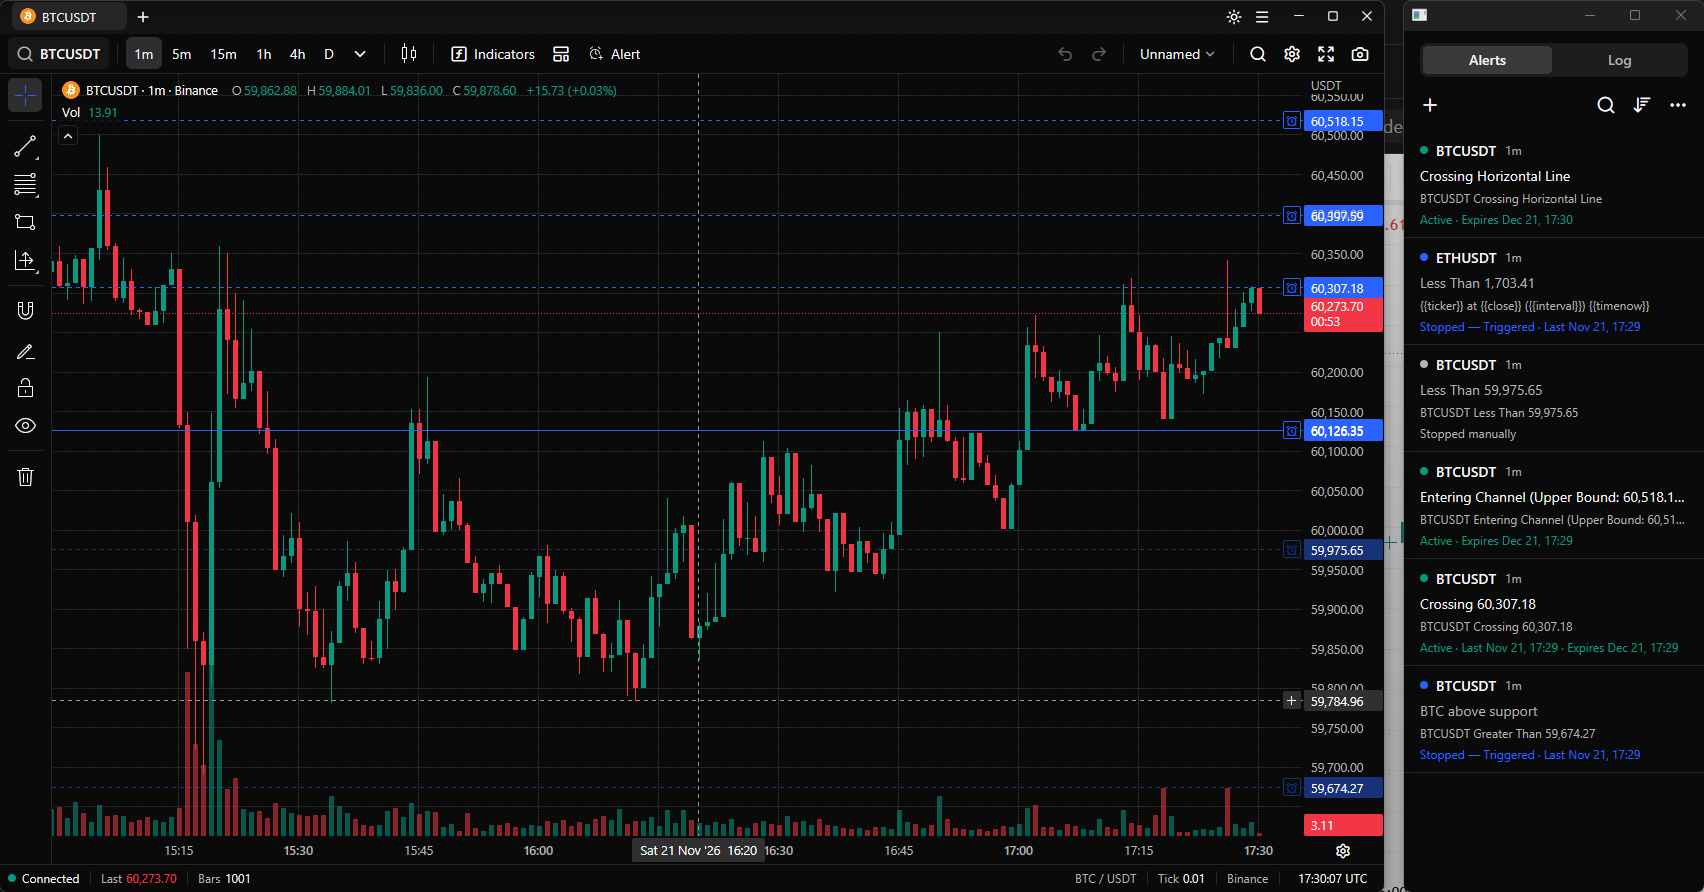 BTCUSDT
BTCUSDT 1m 5m 15m 1h 4h D Indicators Alert Unnamed
BTCUSDT · 1m · Binance O 59,862.88 H 59,884.01 L 59,836.00 C 59,878.60 +15.73 (+0.03%)
Vol 13.91
USDT
60,550.00
60,518.15
60,500.00
60,450.00
60,350.00
60,307.18
60,273.70
00:53
60,200.00
60,150.00
60,126.35
60,100.00
60,050.00
60,000.00
59,975.65
59,950.00
59,900.00
59,850.00
59,800.00
59,784.96
59,750.00
59,700.00
59,674.27
3.11
15:15 15:30 15:45 16:00 Sat 21 Nov '26 16:20 16:30 16:45 17:00 17:15 17:30
Connected Last 60,273.70 Bars 1001 BTC / USDT Tick 0.01 Binance 17:30:07 UTC
de
.61
Alerts Log
BTCUSDT 1m
Crossing Horizontal Line
BTCUSDT Crossing Horizontal Line
Active · Expires Dec 21, 17:30
ETHUSDT 1m
Less Than 1,703.41
{{ticker}} at {{close}} ({{interval}}) {{timenow}}
Stopped — Triggered · Last Nov 21, 17:29
BTCUSDT 1m
Less Than 59,975.65
BTCUSDT Less Than 59,975.65
Stopped manually
BTCUSDT 1m
Entering Channel (Upper Bound: 60,518.1...
BTCUSDT Entering Channel (Upper Bound: 60,51...
Active · Expires Dec 21, 17:29
BTCUSDT 1m
Crossing 60,307.18
BTCUSDT Crossing 60,307.18
Active · Last Nov 21, 17:29 · Expires Dec 21, 17:29
BTCUSDT 1m
BTC above support
BTCUSDT Greater Than 59,674.27
Stopped — Triggered · Last Nov 21, 17:29